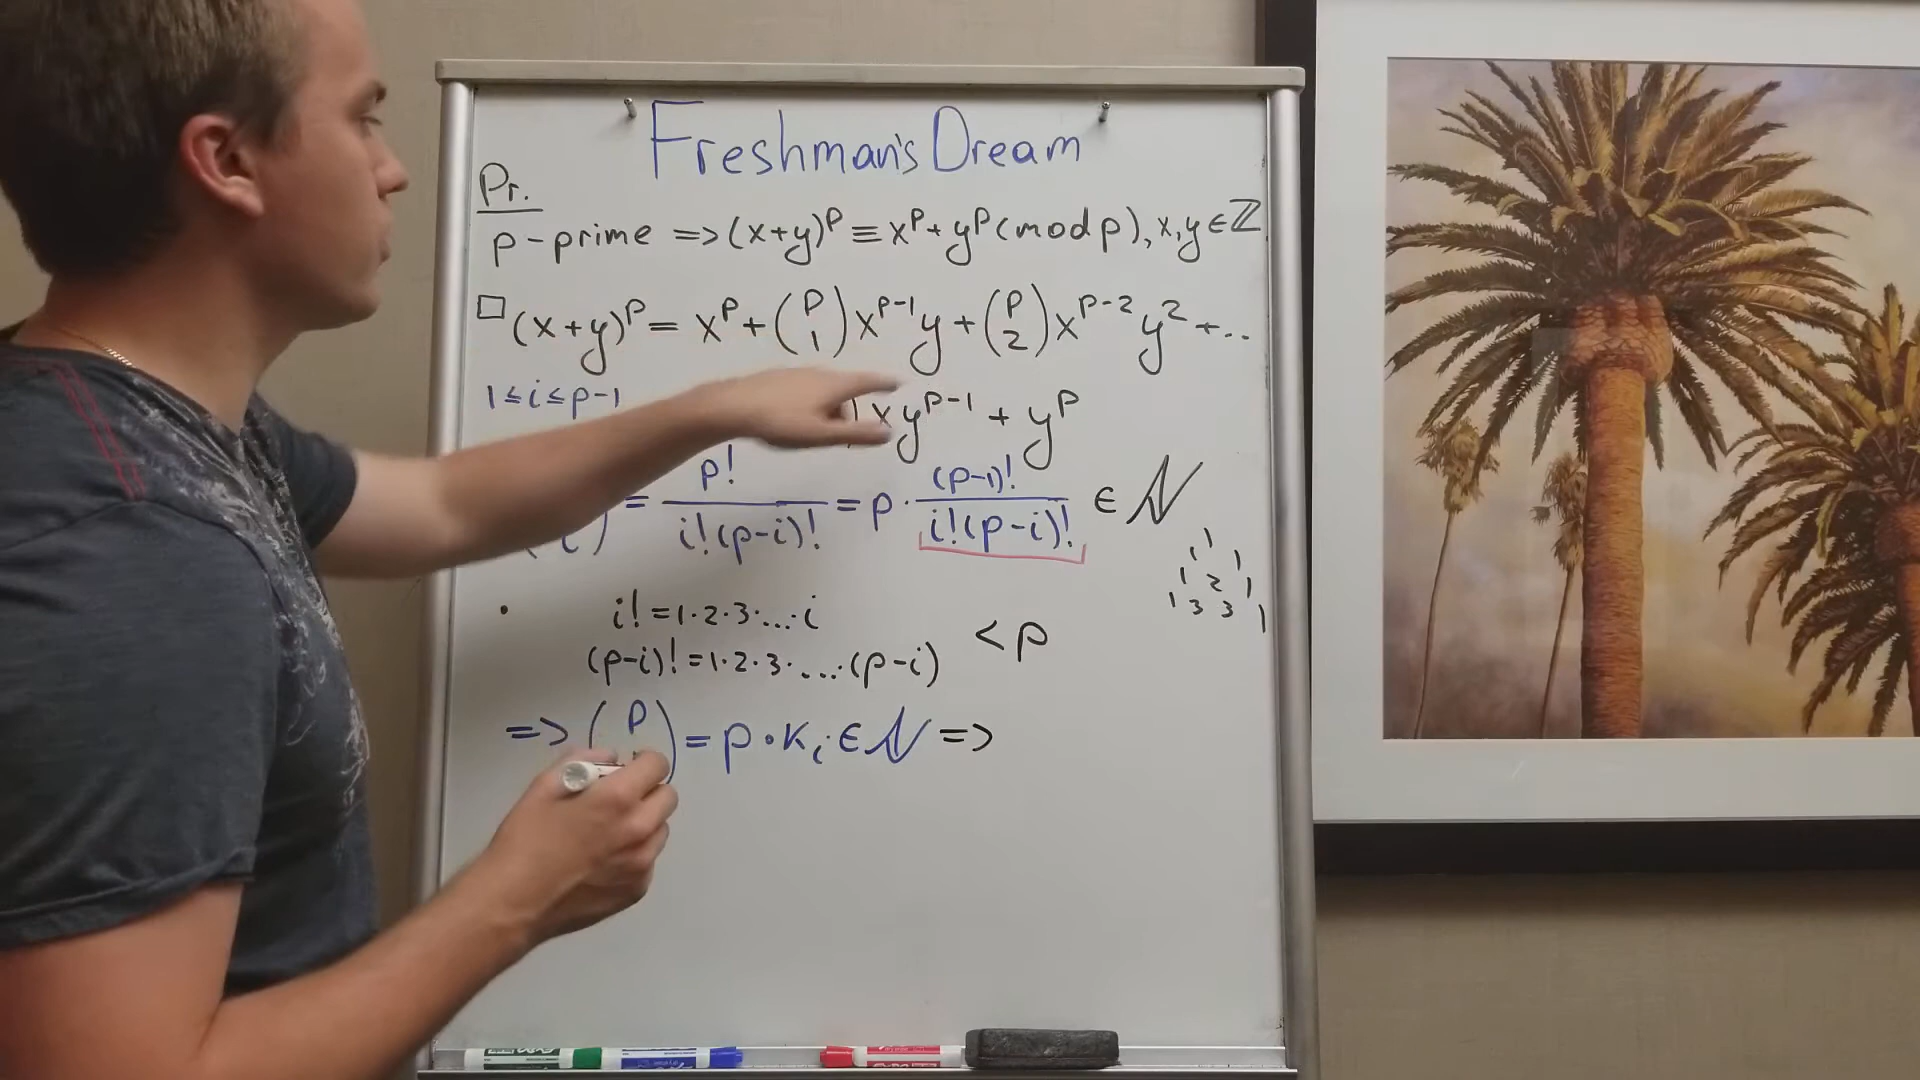 Freshman's Dream
Pr.
p-prime => (x+y)^p ≡ x^p + y^p (mod p), x,y ∈ ℤ
□ (x+y)^p = x^p + (p 1) x^{p-1} y + (p 2) x^{p-2} y^2 + ..
1 ≤ i ≤ p-1
x y^{p-1} + y^p
= p! / i!(p-i)! = p · (p-1)! / i!(p-i)! ∈ N
1
1 1
1 2 1
1 3 3 1
• i! = 1·2·3·...·i
(p-i)! = 1·2·3·...·(p-i) < p
=> (p = p · K_i ∈ N =>